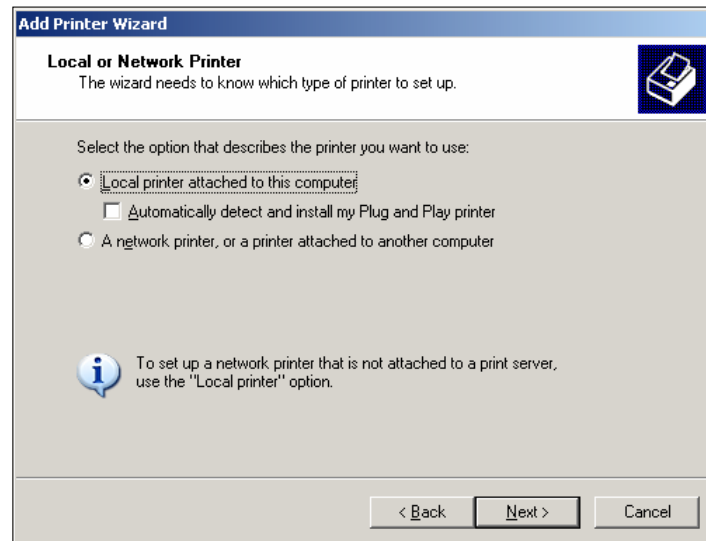 Add Printer Wizard
Local or Network Printer
The wizard needs to know which type of printer to set up.
Select the option that describes the printer you want to use:
Local printer attached to this computer
Automatically detect and install my Plug and Play printer
A network printer, or a printer attached to another computer
To set up a network printer that is not attached to a print server,
use the "Local printer" option.
< Back
Next >
Cancel